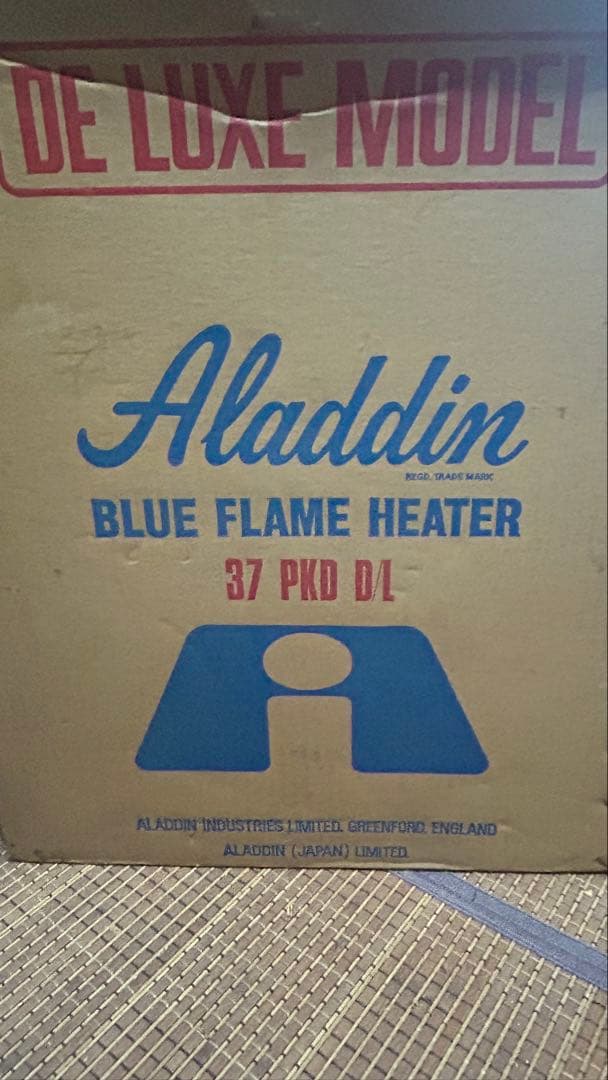 DE LUXE MODEL
Aladdin
REGD. TRADE MARK
BLUE FLAME HEATER
37 PKD D/L
ALADDIN INDUSTRIES LIMITED. GREENFORD. ENGLAND
ALADDIN (JAPAN) LIMITED.